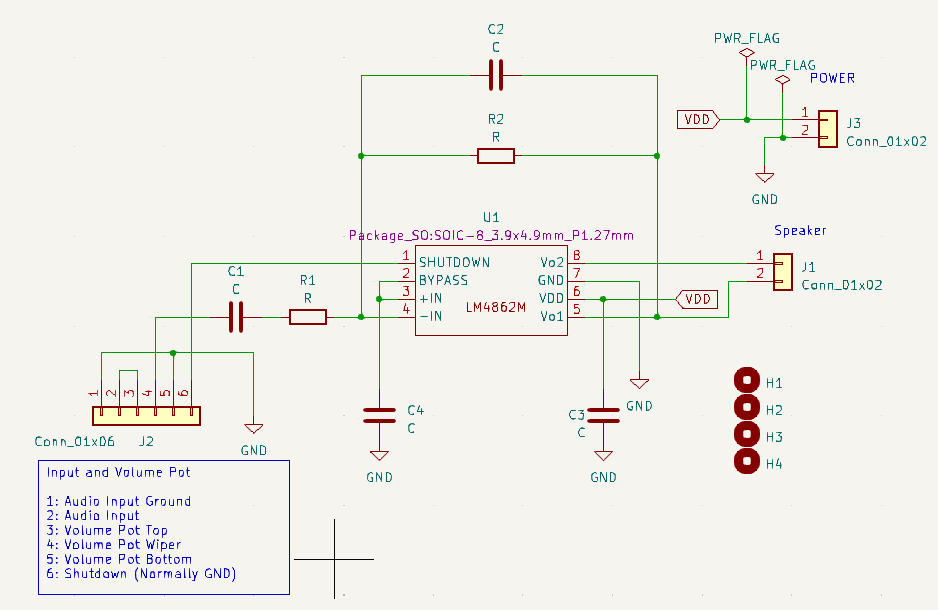 C2
C
PWR_FLAG
PWR_FLAG
POWER
R2
R
VDD
1
2
J3
Conn_01x02
GND
U1
Package_SO:SOIC-8_3.9x4.9mm_P1.27mm
Speaker
1 SHUTDOWN Vo2 8
2 BYPASS GND 7
3 +IN VDD 6
4 -IN Vo1 5
LM4862M
1
2
J1
Conn_01x02
VDD
C1
C
R1
R
1 2 3 4 5 6
Conn_01x06 J2
GND
C4
C
GND
C3
C
GND
GND
H1
H2
H3
H4
Input and Volume Pot
1: Audio Input Ground
2: Audio Input
3: Volume Pot Top
4: Volume Pot Wiper
5: Volume Pot Bottom
6: Shutdown (Normally GND)